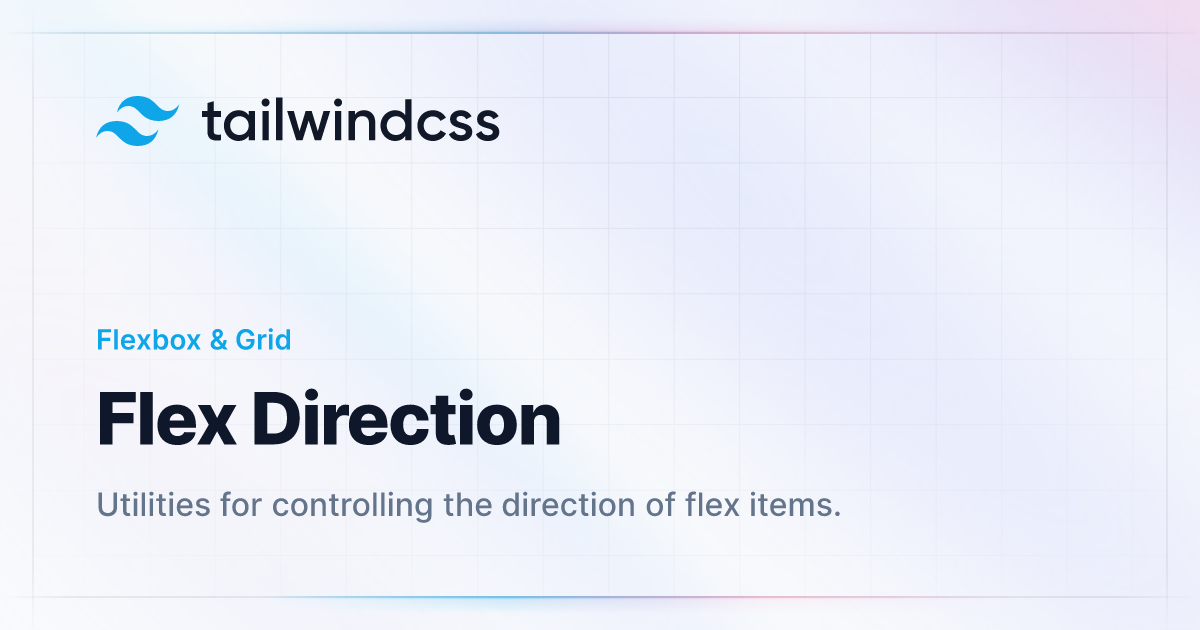 tailwindcss
Flexbox & Grid
Flex Direction
Utilities for controlling the direction of flex items.